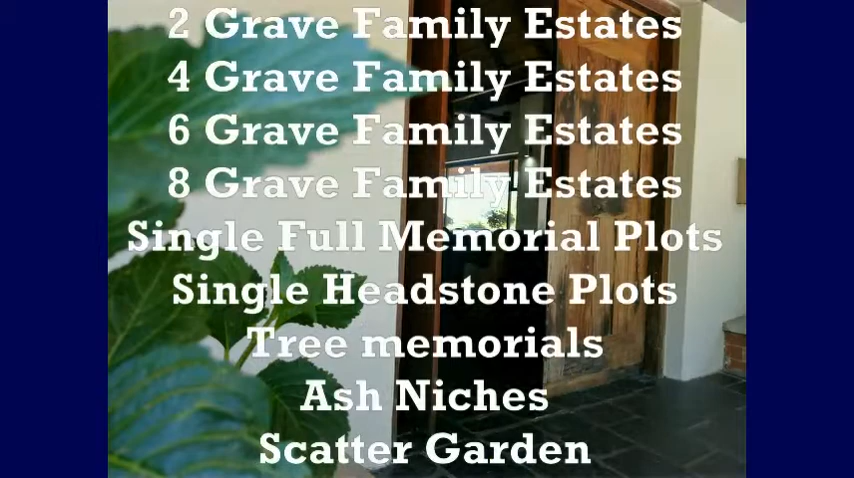 2 Grave Family Estates
4 Grave Family Estates
6 Grave Family Estates
8 Grave Family Estates
Single Full Memorial Plots
Single Headstone Plots
Tree memorials
Ash Niches
Scatter Garden